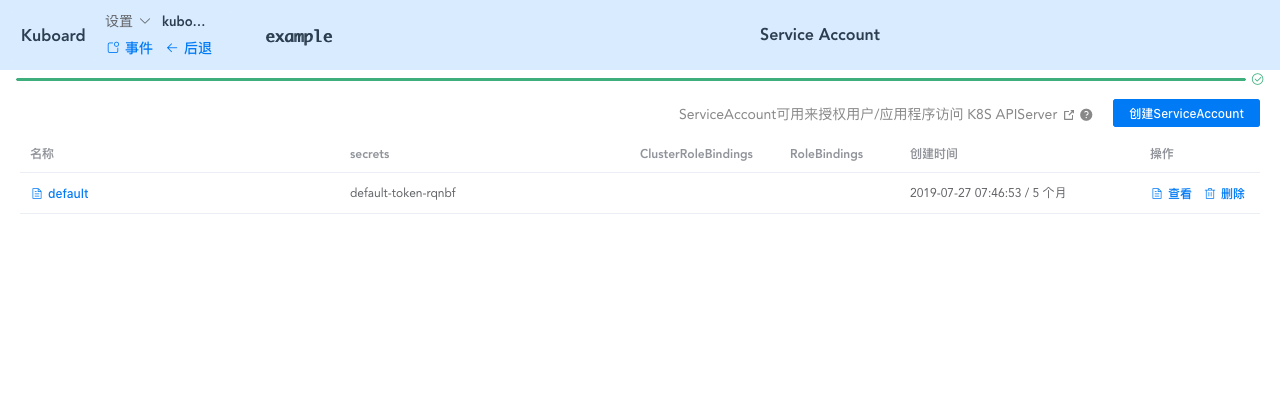 Kuboard
设置 kubo...
事件 后退
example
Service Account
ServiceAccount可用来授权用户/应用程序访问 K8S APIServer
创建ServiceAccount
名称 secrets ClusterRoleBindings RoleBindings 创建时间 操作
default default-token-rqnbf 2019-07-27 07:46:53 / 5 个月 查看 删除